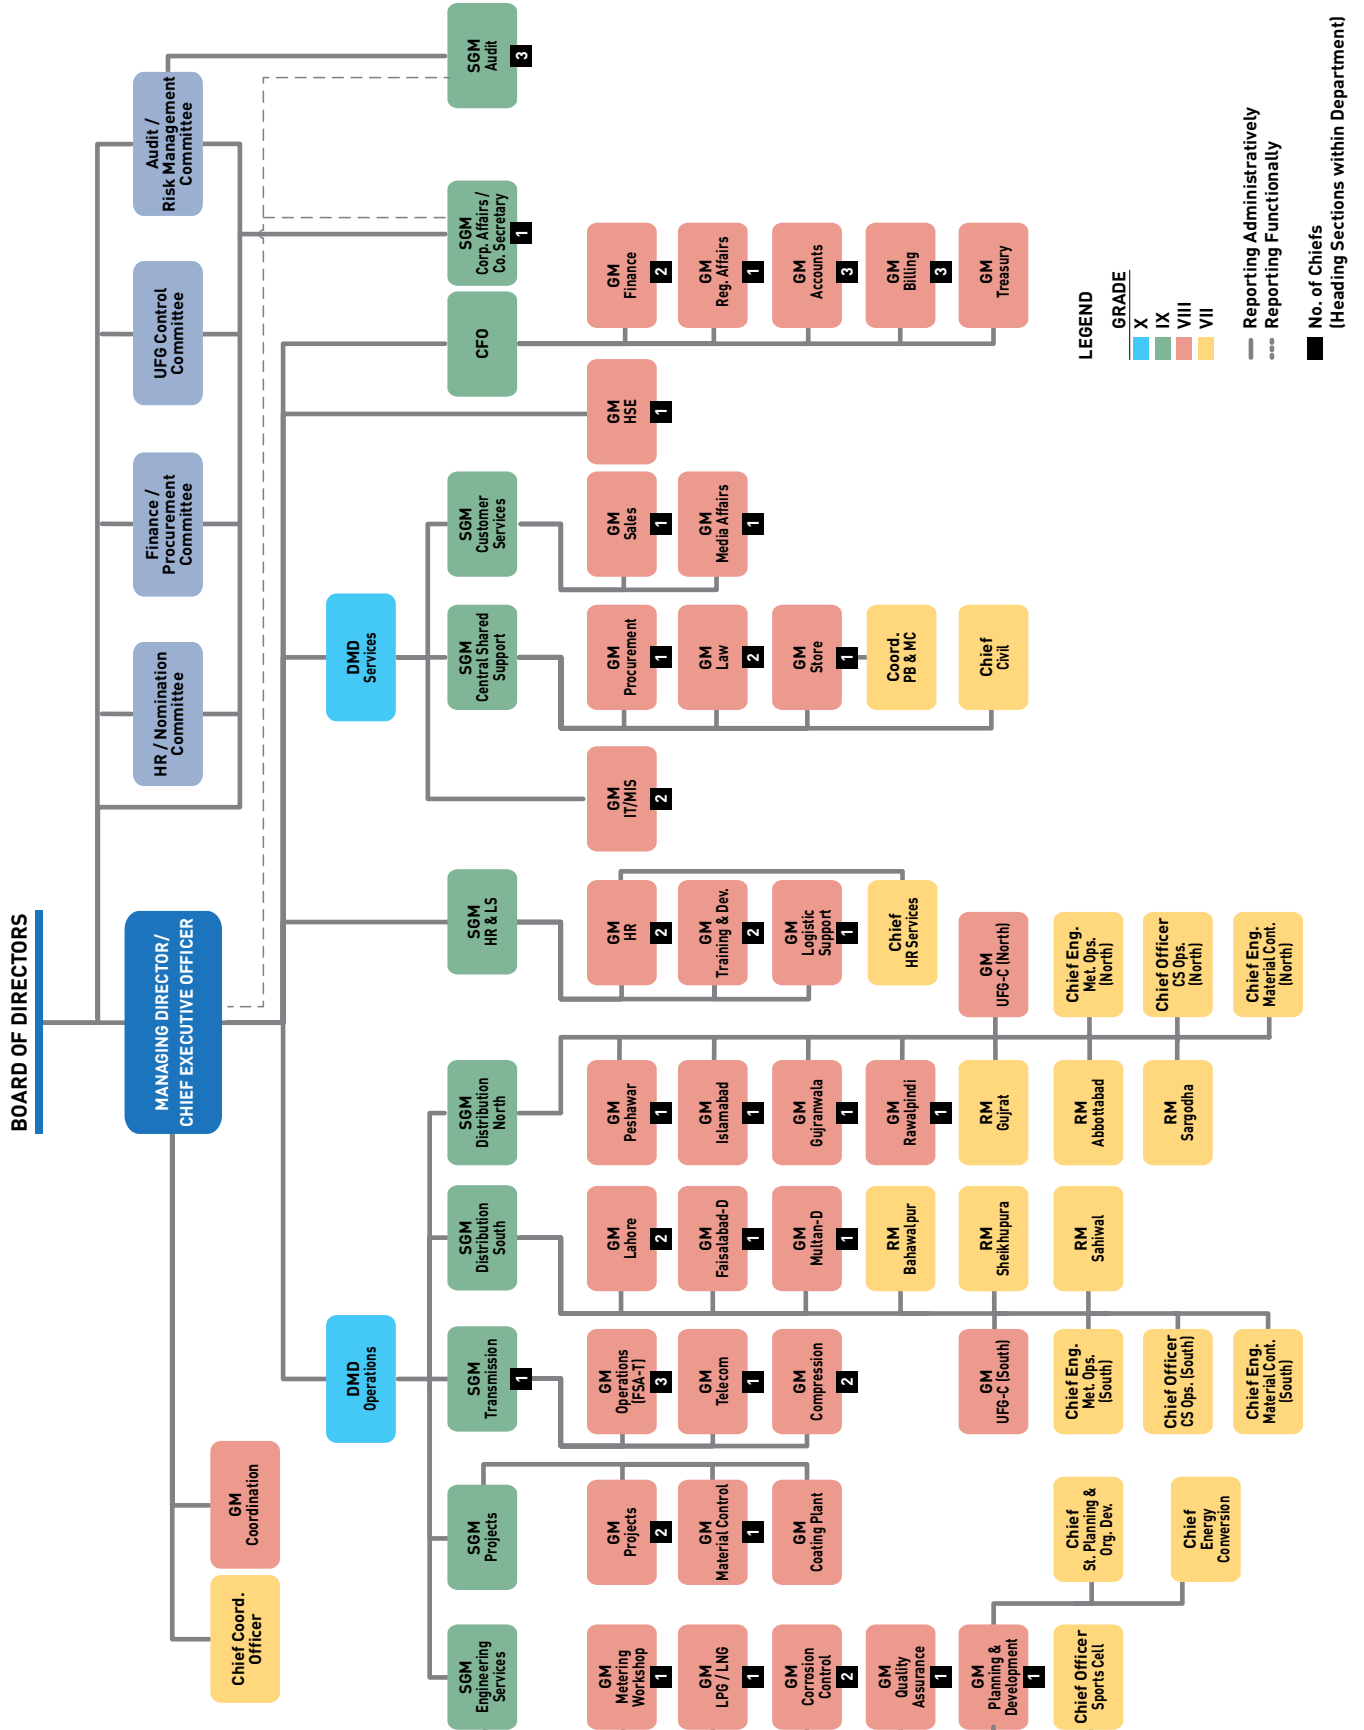 BOARD OF DIRECTORS
MANAGING DIRECTOR/
CHIEF EXECUTIVE OFFICER
HR / Nomination
Committee
Finance /
Procurement
Committee
UFG Control
Committee
Audit /
Risk Management
Committee
Chief Coord.
Officer
GM
Coordination
DMD
Operations
DMD
Services
SGM
Engineering
Services
SGM
Projects
SGM
Transmission
1
SGM
Distribution
South
SGM
Distribution
North
SGM
HR & LS
SGM
Central Shared
Support
SGM
Customer
Services
CFO
SGM
Corp. Affairs /
Co. Secretary
1
SGM
Audit
3
GM
Metering
Workshop
1
GM
Projects
2
GM
Operations
(FSA-T)
3
GM
Lahore
2
GM
Peshawar
1
GM
HR
2
GM
IT/MIS
2
GM
Procurement
1
GM
Sales
1
GM
HSE
1
GM
Finance
2
GM
LPG / LNG
1
GM
Material Control
1
GM
Telecom
1
GM
Faisalabad-D
1
GM
Islamabad
1
GM
Training & Dev.
2
GM
Law
2
GM
Media Affairs
1
GM
Reg. Affairs
1
GM
Corrosion
Control
2
GM
Coating Plant
GM
Compression
2
GM
Multan-D
1
GM
Gujranwala
1
GM
Logistic
Support
1
GM
Store
1
GM
Accounts
3
GM
Quality
Assurance
1
RM
Bahawalpur
GM
Rawalpindi
1
Chief
HR Services
Coord.
PB & MC
GM
Billing
3
GM
Planning &
Development
1
GM
UFG-C (South)
RM
Sheikhupura
RM
Gujrat
GM
UFG-C (North)
Chief
Civil
GM
Treasury
Chief Officer
Sports Cell
Chief
St. Planning &
Org. Dev.
Chief Eng.
Met. Ops.
(South)
RM
Sahiwal
RM
Abbottabad
Chief Eng.
Met. Ops.
(North)
Chief
Energy
Conversion
Chief Officer
CS Ops. (South)
RM
Sargodha
Chief Officer
CS Ops.
(North)
Chief Eng.
Material Cont.
(South)
Chief Eng.
Material Cont.
(North)
LEGEND
GRADE
X
IX
VIII
VII
Reporting Administratively
Reporting Functionally
No. of Chiefs
(Heading Sections within Department)